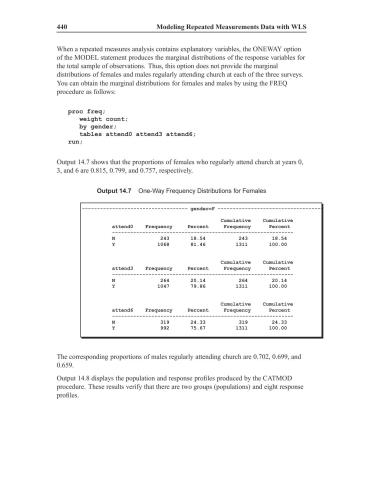 440 Modeling Repeated Measurements Data with WLS
When a repeated measures analysis contains explanatory variables, the ONEWAY option
of the MODEL statement produces the marginal distributions of the response variables for
the total sample of observations. Thus, this option does not provide the marginal
distributions of females and males regularly attending church at each of the three surveys.
You can obtain the marginal distributions for females and males by using the FREQ
procedure as follows:
proc freq;
weight count;
by gender;
tables attend0 attend3 attend6;
run;
Output 14.7 shows that the proportions of females who regularly attend church at years 0,
3, and 6 are 0.815, 0.799, and 0.757, respectively.
Output 14.7 One-Way Frequency Distributions for Females
gender=F
Cumulative Cumulative
attend0 Frequency Percent Frequency Percent
N 243 18.54 243 18.54
Y 1068 81.46 1311 100.00
Cumulative Cumulative
attend3 Frequency Percent Frequency Percent
N 264 20.14 264 20.14
Y 1047 79.86 1311 100.00
Cumulative Cumulative
attend6 Frequency Percent Frequency Percent
N 319 24.33 319 24.33
Y 992 75.67 1311 100.00
The corresponding proportions of males regularly attending church are 0.702, 0.699, and
0.659.
Output 14.8 displays the population and response profiles produced by the CATMOD
procedure. These results verify that there are two groups (populations) and eight response
profiles.